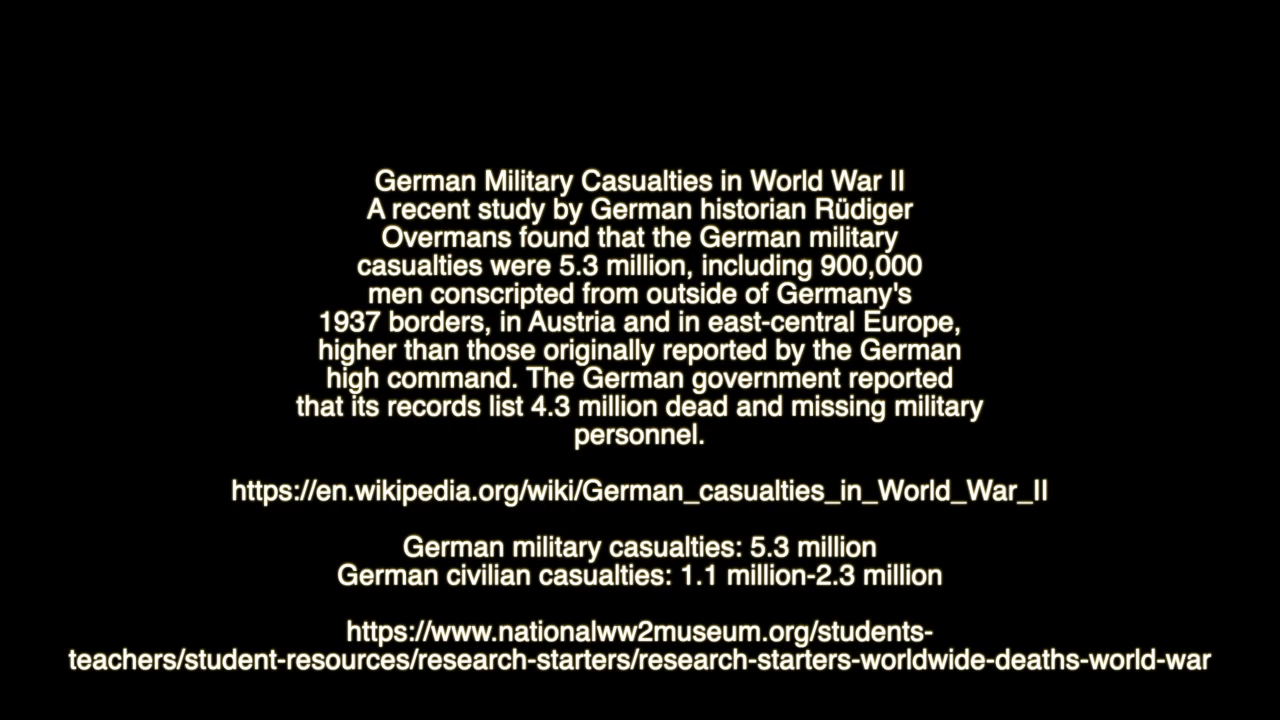 German Military Casualties in World War II
A recent study by German historian Rüdiger
Overmans found that the German military
casualties were 5.3 million, including 900,000
men conscripted from outside of Germany's
1937 borders, in Austria and in east-central Europe,
higher than those originally reported by the German
high command. The German government reported
that its records list 4.3 million dead and missing military
personnel.
https://en.wikipedia.org/wiki/German_casualties_in_World_War_II
German military casualties: 5.3 million
German civilian casualties: 1.1 million-2.3 million
https://www.nationalww2museum.org/students-
teachers/student-resources/research-starters/research-starters-worldwide-deaths-world-war